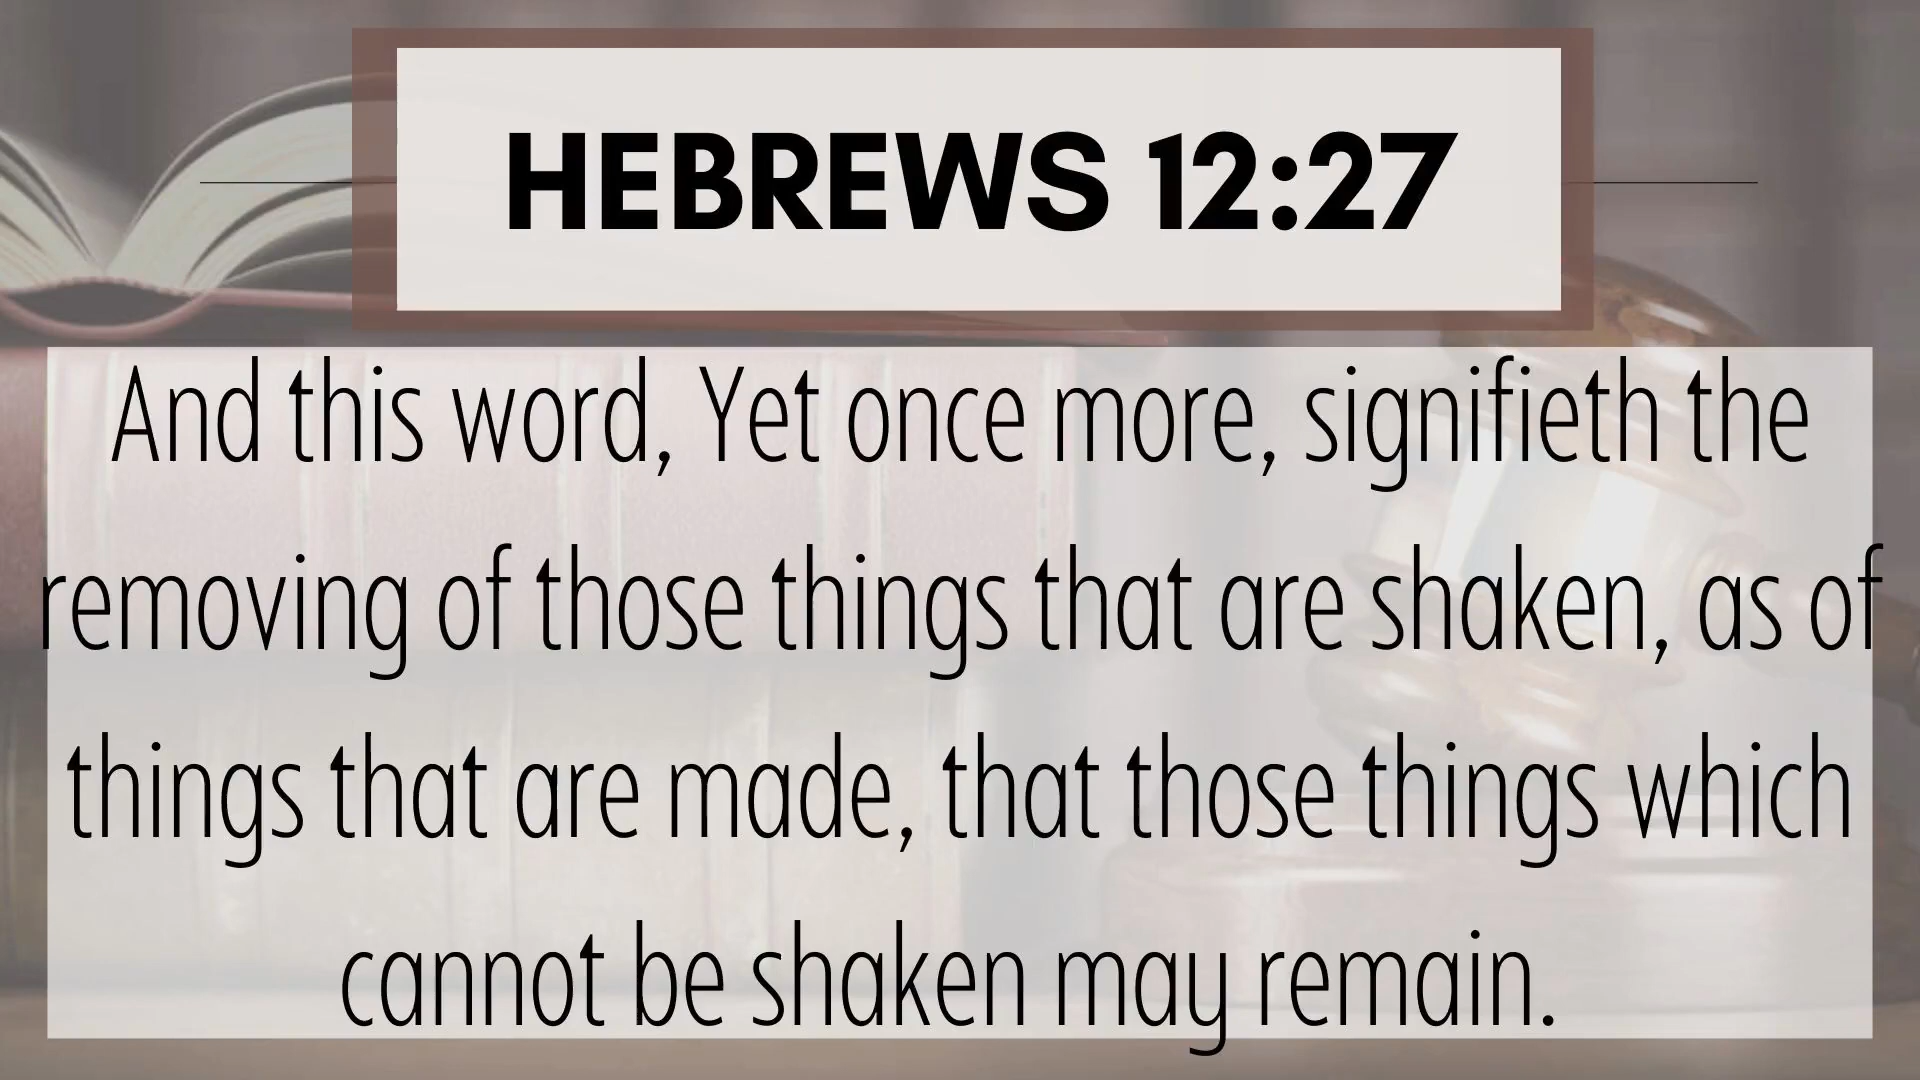 HEBREWS 12:27
And this word, Yet once more, signifieth the
removing of those things that are shaken, as of
things that are made, that those things which
cannot be shaken may remain.